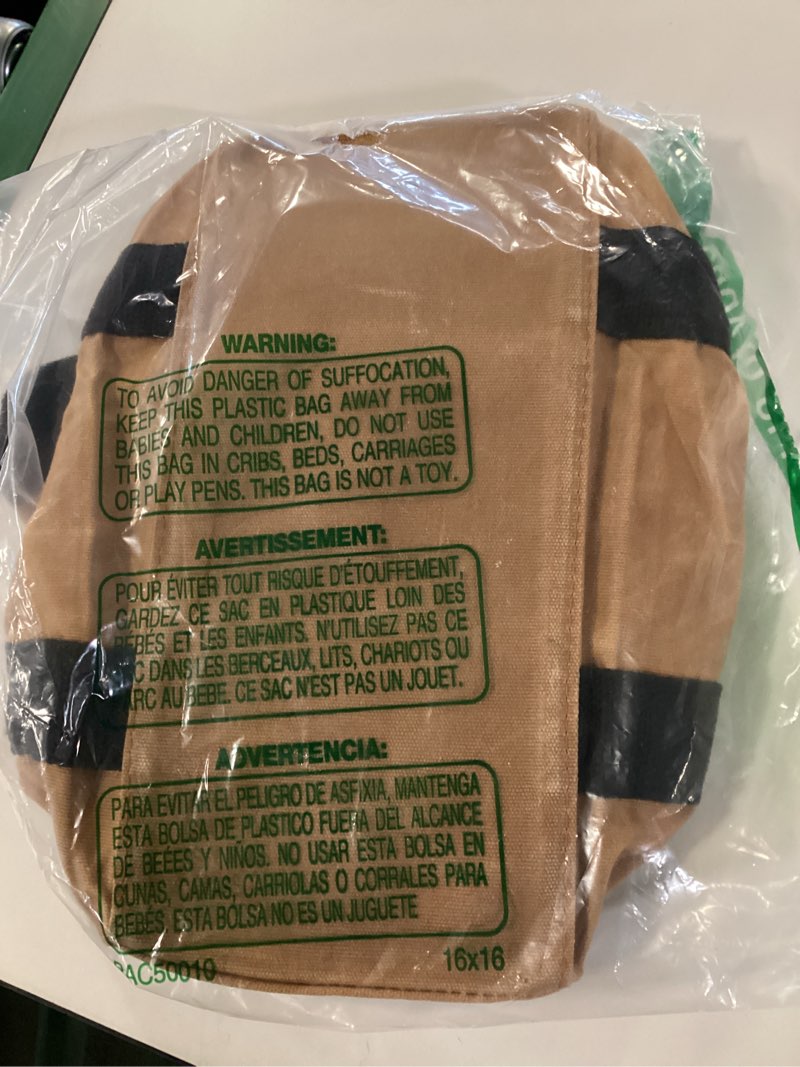 WARNING:
TO AVOID DANGER OF SUFFOCATION,
KEEP THIS PLASTIC BAG AWAY FROM
BABIES AND CHILDREN, DO NOT USE
THIS BAG IN CRIBS, BEDS, CARRIAGES
OR PLAY PENS. THIS BAG IS NOT A TOY.
AVERTISSEMENT:
POUR ÉVITER TOUT RISQUE D'ÉTOUFFEMENT,
GARDEZ CE SAC EN PLASTIQUE LOIN DES
BÉBÉS ET LES ENFANTS. N'UTILISEZ PAS CE
DANS LES BERCEAUX, LITS, CHARIOTS OU
AU BEBE. CE SAC N'EST PAS UN JOUET.
ADVERTENCIA:
PARA EVITAR EL PELIGRO DE ASFIXIA, MANTENGA
ESTA BOLSA DE PLASTICO FUERA DEL ALCANCE
DE BEEES Y NIÑOS. NO USAR ESTA BOLSA EN
CUNAS, CAMAS, CARRIOLAS O CORRALES PARA
BEBÉS, ESTA BOLSA NO ES UN JUGUETE
16x16